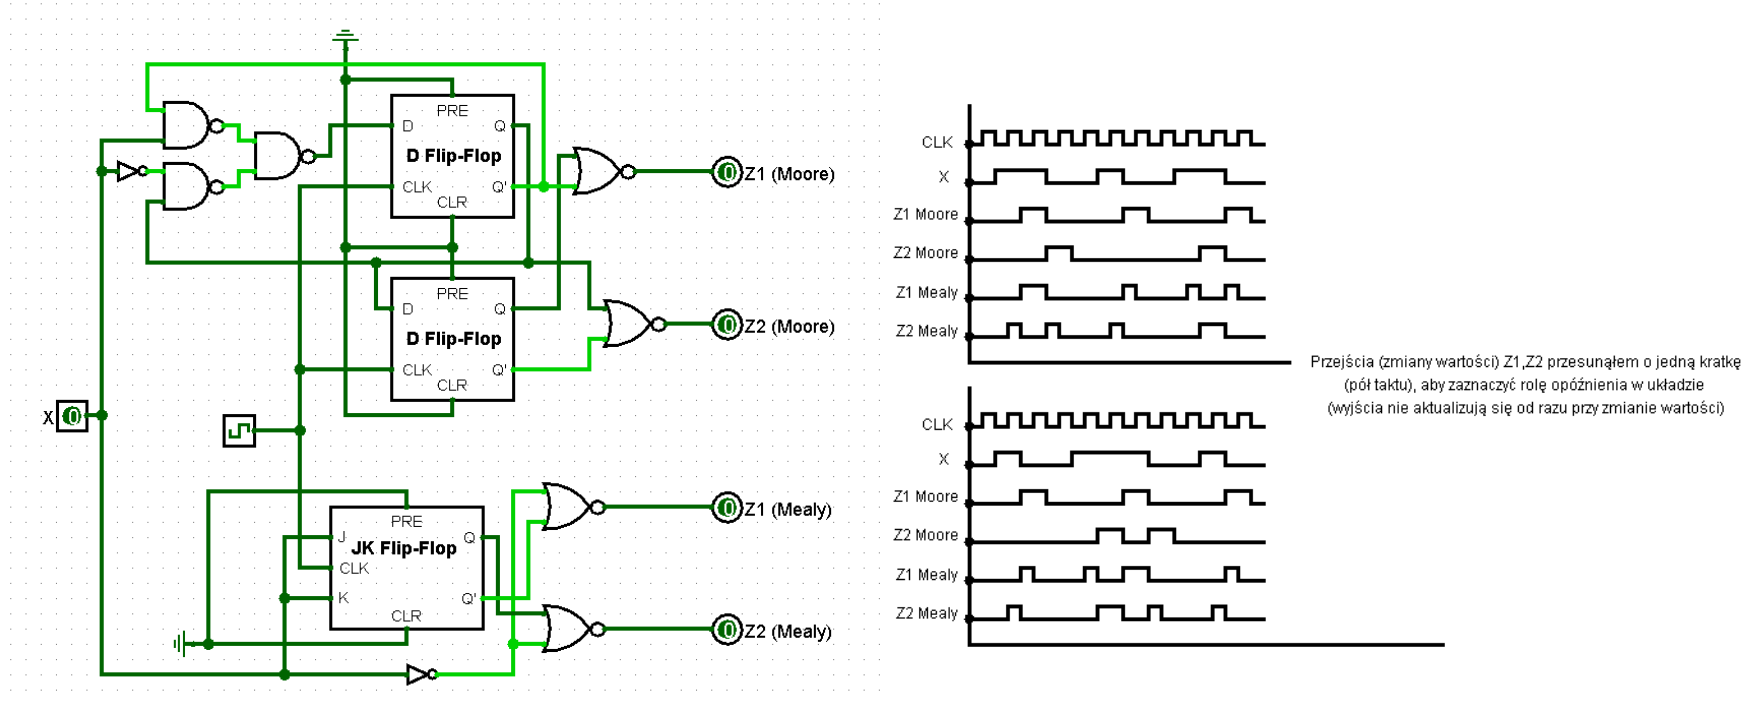 PRE
D
Q
D Flip-Flop
CLK
Q'
CLR
Z1 (Moore)
PRE
D
Q
D Flip-Flop
CLK
Q'
CLR
Z2 (Moore)
X
0
0
0
PRE
J
Q
JK Flip-Flop
CLK
K
Q'
CLR
0
Z1 (Mealy)
0
Z2 (Mealy)
CLK
X
Z1 Moore
Z2 Moore
Z1 Mealy
Z2 Mealy
Przejścia (zmiany wartości) Z1,Z2 przesunąłem o jedną kratkę
(pół taktu), aby zaznaczyć rolę opóźnienia w układzie
(wyjścia nie aktualizują się od razu przy zmianie wartości)
CLK
X
Z1 Moore
Z2 Moore
Z1 Mealy
Z2 Mealy